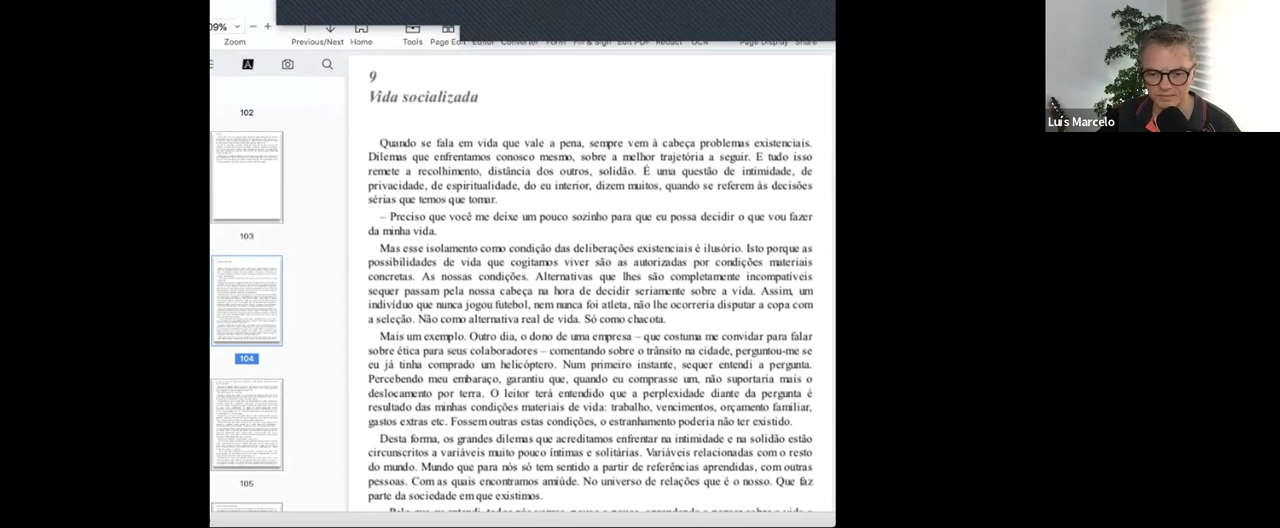 09%
Zoom
Previous/Next
Home
Tools
Page Edit
Page Display
Share
102
103
104
105
9
Vida socializada
Quando se fala em vida que vale a pena, sempre vem à cabeça problemas existenciais.
Dilemas que enfrentamos conosco mesmo, sobre a melhor trajetória a seguir. E tudo isso
remete a recolhimento, distância dos outros, solidão. É uma questão de intimidade, de
privacidade, de espiritualidade, do eu interior, dizem muitos, quando se referem às decisões
sérias que temos que tomar.
– Preciso que você me deixe um pouco sozinho para que eu possa decidir o que vou fazer
da minha vida.
Mas esse isolamento como condição das deliberações existenciais é ilusório. Isto porque as
possibilidades de vida que cogitamos viver são as autorizadas por condições materiais
concretas. As nossas condições. Alternativas que lhes são completamente incompatíveis
sequer passam pela nossa cabeça na hora de decidir seriamente sobre a vida. Assim, um
indivíduo que nunca jogou futebol, nem nunca foi atleta, não lhe ocorreria disputar a copa com
a seleção. Não como alternativa real de vida. Só como chacota.
Mais um exemplo. Outro dia, o dono de uma empresa – que costuma me convidar para falar
sobre ética para seus colaboradores – comentando sobre o trânsito na cidade, perguntou-me se
eu já tinha comprado um helicóptero. Num primeiro instante, sequer entendi a pergunta.
Percebendo meu embaraço, garantiu que, quando eu comprasse um, não suportaria mais o
deslocamento por terra. O leitor terá entendido que a perplexidade diante da pergunta é
resultado das minhas condições materiais de vida: trabalho, vencimentos, orçamento familiar,
gastos extras etc. Fossem outras estas condições, o estranhamento poderia não ter existido.
Desta forma, os grandes dilemas que acreditamos enfrentar na intimidade e na solidão estão
circunscritos a variáveis muito pouco íntimas e solitárias. Variáveis relacionadas com o resto
do mundo. Mundo que para nós só tem sentido a partir de referências aprendidas, com outras
pessoas. Com as quais encontramos amiúde. No universo de relações que é o nosso. Que faz
parte da sociedade em que existimos.
Luís Marcelo